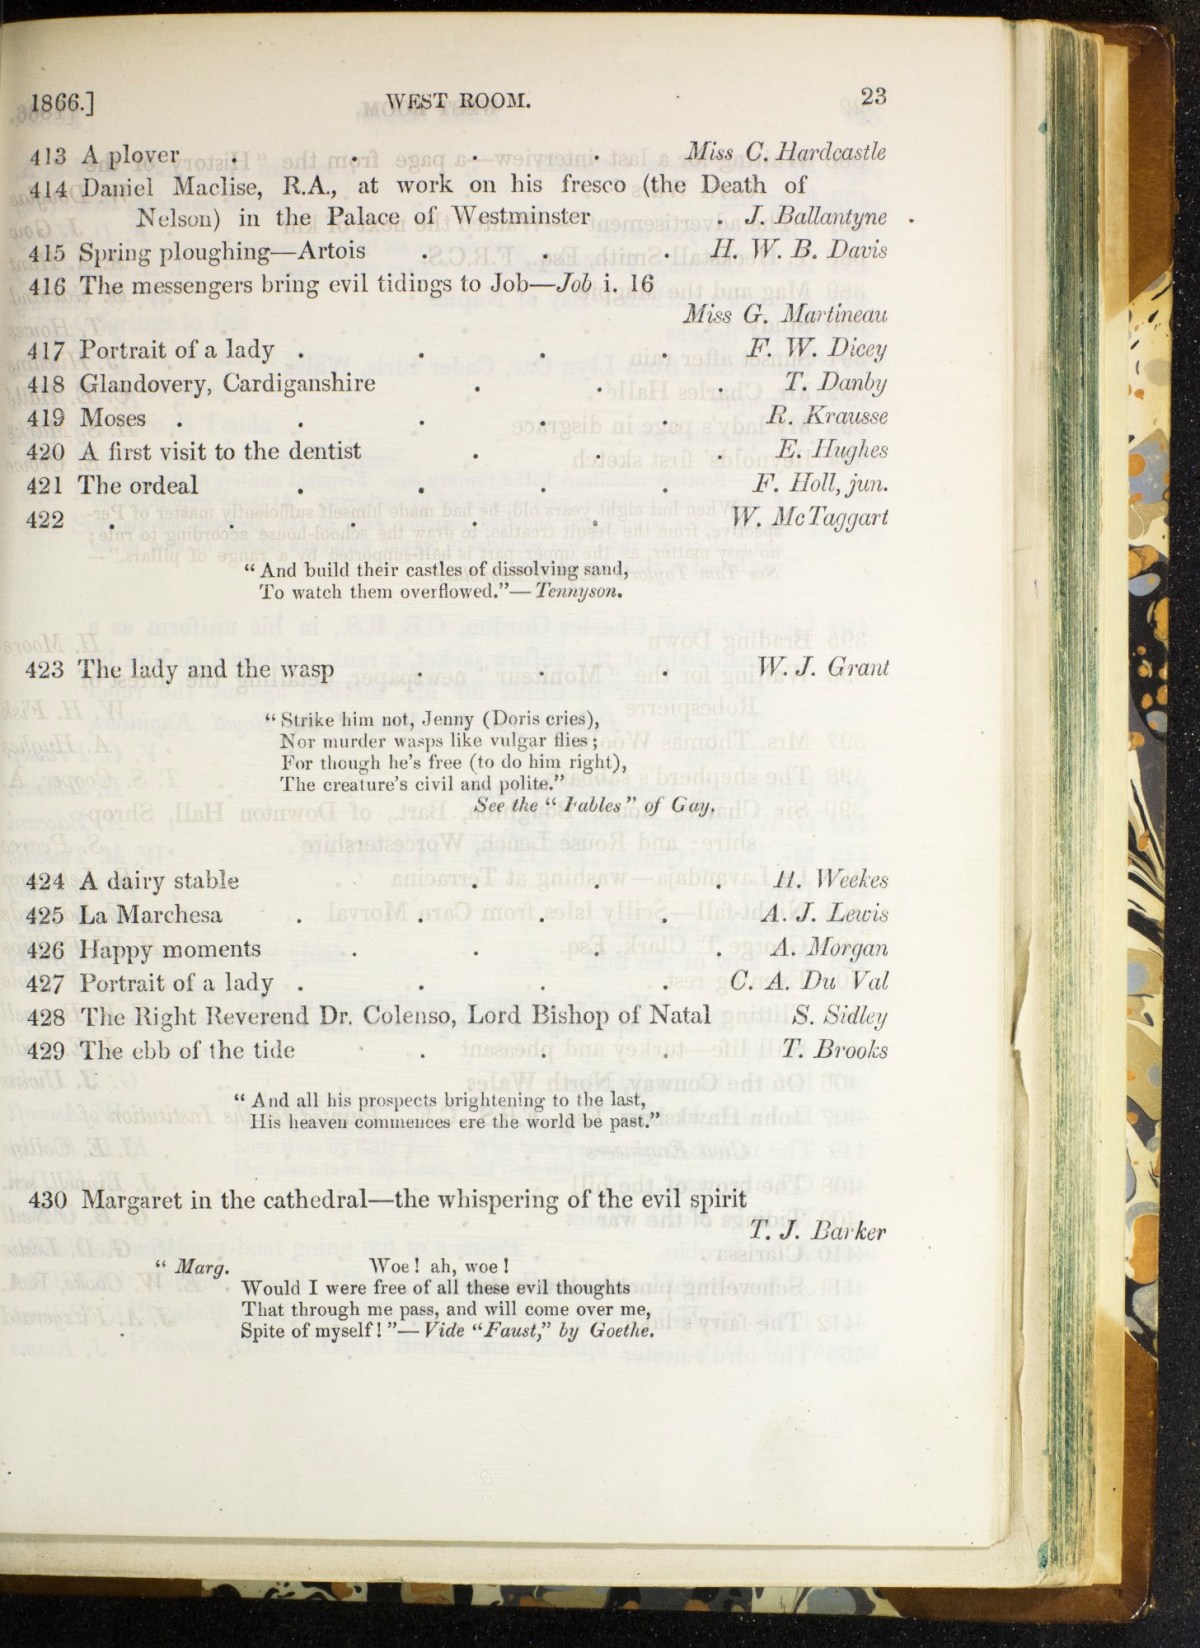 1866.] WEST ROOM. 23
413 A plover . . . . Miss C. Hardcastle
414 Daniel Maclise, R.A., at work on his fresco (the Death of
Nelson) in the Palace of Westminster . J. Ballantyne
415 Spring ploughing—Artois . . . H. W. B. Davis
416 The messengers bring evil tidings to Job—Job i. 16
Miss G. Martineau
417 Portrait of a lady . . . . F. W. Dicey
418 Glandovery, Cardiganshire . . . T. Danby
419 Moses . . . . . R. Krausse
420 A first visit to the dentist . . . E. Hughes
421 The ordeal . . . . F. Holl, jun.
422 . . . . . W. McTaggart
“And build their castles of dissolving sand,
To watch them overflowed.”—Tennyson.
423 The lady and the wasp . . . W. J. Grant
“Strike him not, Jenny (Doris cries),
Nor murder wasps like vulgar flies;
For though he's free (to do him right),
The creature's civil and polite.”
See the “Fables” of Gay.
424 A dairy stable . . . H. Weekes
425 La Marchesa . . . . A. J. Lewis
426 Happy moments . . . . A. Morgan
427 Portrait of a lady . . . . C. A. Du Val
428 The Right Reverend Dr. Colenso, Lord Bishop of Natal S. Sidley
429 The ebb of the tide . . . T. Brooks
“And all his prospects brightening to the last,
His heaven commences ere the world be past.”
430 Margaret in the cathedral—the whispering of the evil spirit
T. J. Barker
“Marg. Woe! ah, woe!
Would I were free of all these evil thoughts
That through me pass, and will come over me,
Spite of myself!”—Vide “Faust,” by Goethe.